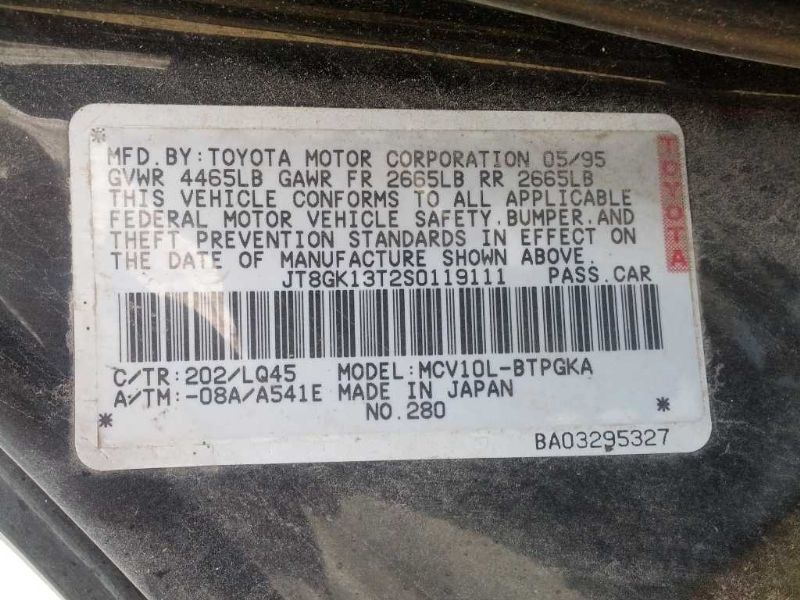 MFD.BY:TOYOTA MOTOR CORPORATION 05/95
GVWR 4465LB GAWR FR 2665LB RR 2665LB
THIS VEHICLE CONFORMS TO ALL APPLICABLE
FEDERAL MOTOR VEHICLE SAFETY,BUMPER,AND
THEFT PREVENTION STANDARDS IN EFFECT ON
THE DATE OF MANUFACTURE SHOWN ABOVE.
JT8GK13T2S0119111 PASS.CAR
C/TR:202/LQ45 MODEL:MCV10L-BTPGKA
A/TM:-08A/A541E MADE IN JAPAN
NO.280
BA03295327
TOYOTA